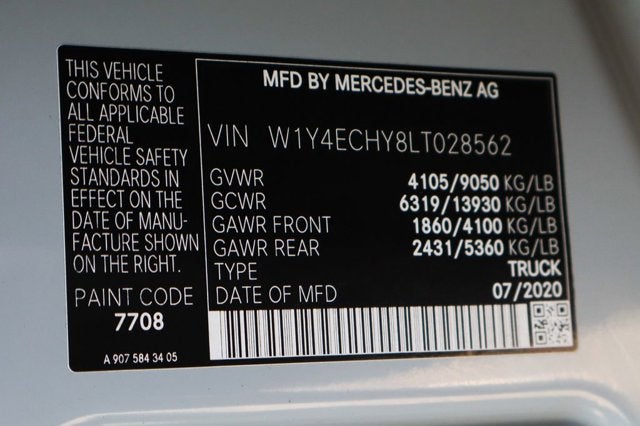 THIS VEHICLE
CONFORMS TO
ALL APPLICABLE
FEDERAL
VEHICLE SAFETY
STANDARDS IN
EFFECT ON THE
DATE OF MANU-
FACTURE SHOWN
ON THE RIGHT.
PAINT CODE
7708
A 907 584 34 05
MFD BY MERCEDES-BENZ AG
VIN W1Y4ECHY8LT028562
GVWR 4105/9050 KG/LB
GCWR 6319/13930 KG/LB
GAWR FRONT 1860/4100 KG/LB
GAWR REAR 2431/5360 KG/LB
TYPE TRUCK
DATE OF MFD 07/2020